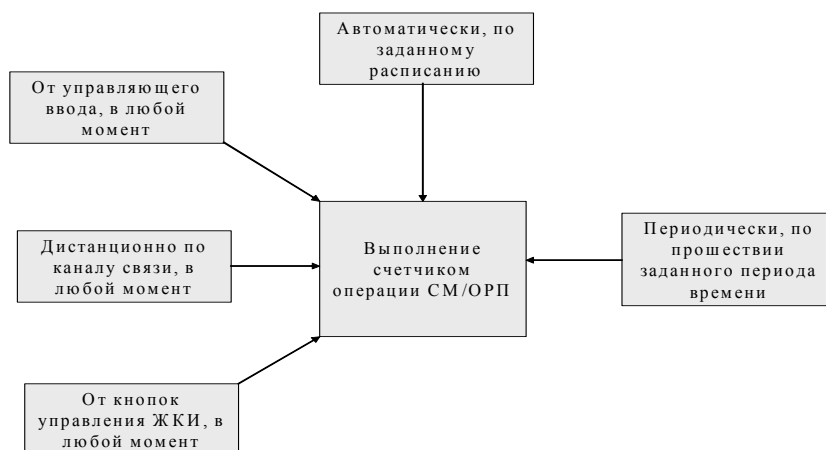 Автоматически, по
заданному
расписанию
От управляющего
ввода, в любой
момент
Дистанционно по
каналу связи, в
любой момент
Выполнение
счетчиком
операции СМ/ОРП
Периодически, по
прошествии
заданного периода
времени
От кнопок
управления ЖКИ, в
любой момент